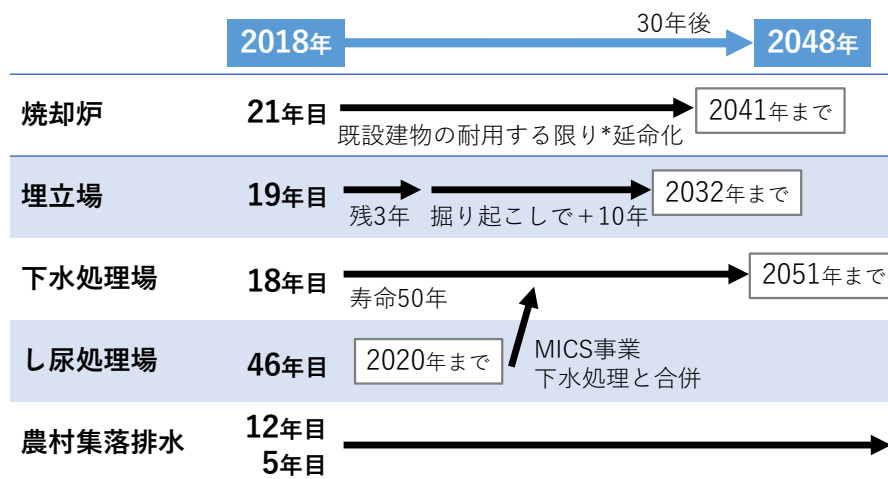 30年後
2018年
2048年
焼却炉
21年目
2041年まで
既設建物の耐用する限り*延命化
埋立場
19年目
2032年まで
残3年
掘り起こしで+10年
下水処理場
18年目
2051年まで
寿命50年
し尿処理場
46年目
2020年まで
MICS事業
下水処理と合併
農村集落排水
12年目
5年目